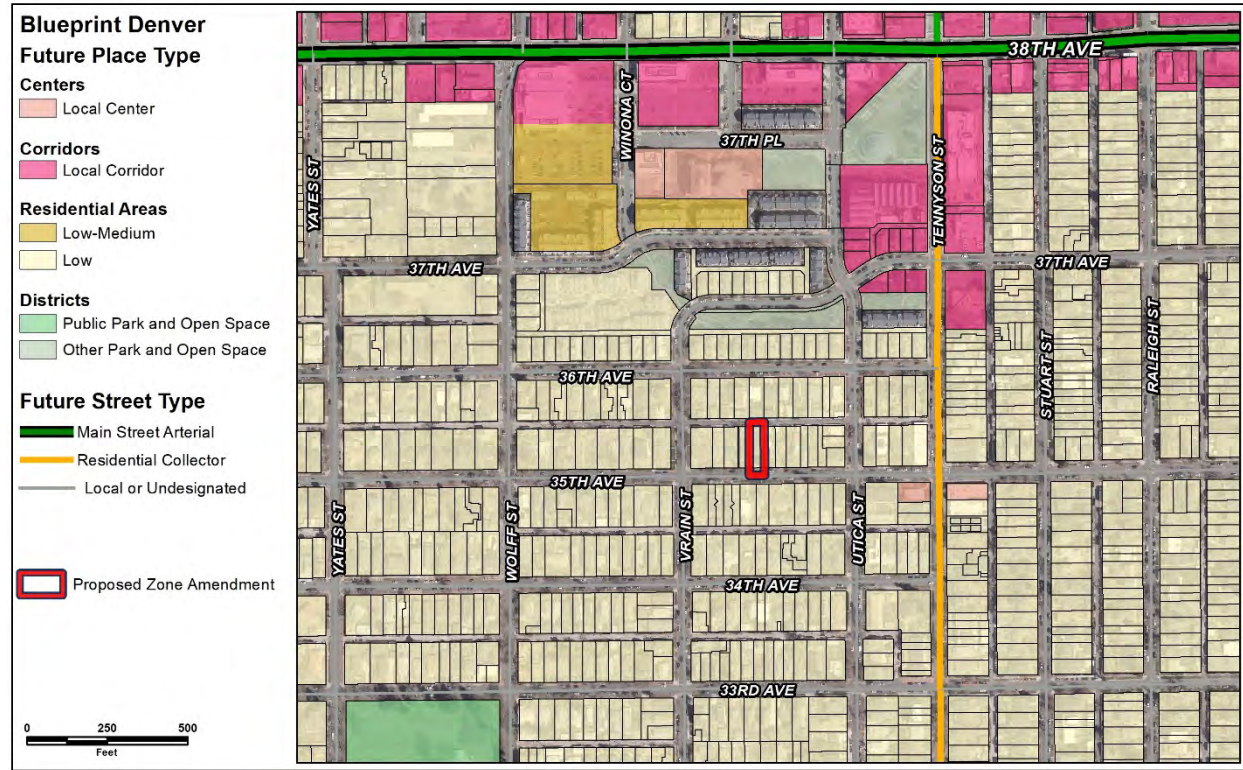 Blueprint Denver
Future Place Type
Centers
Local Center
Corridors
Local Corridor
Residential Areas
Low-Medium
Low
Districts
Public Park and Open Space
Other Park and Open Space
Future Street Type
Main Street Arterial
Residential Collector
Local or Undesignated
Proposed Zone Amendment
0 250 500
Feet
38TH AVE
WINONA CT
37TH PL
YATES ST
TENNYSON ST
37TH AVE
37TH AVE
RALEIGH ST
STUART ST
36TH AVE
35TH AVE
YATES ST
WOLFF ST
VRAIN ST
UTICA ST
34TH AVE
33RD AVE